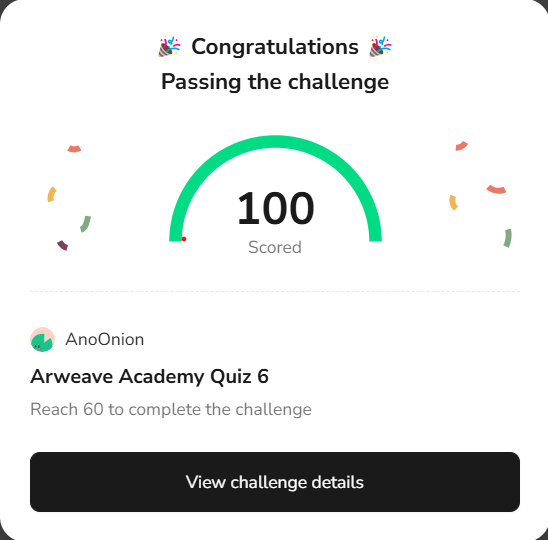 🎉 Congratulations 🎉
Passing the challenge
100
Scored
AnoOnion
Arweave Academy Quiz 6
Reach 60 to complete the challenge
View challenge details